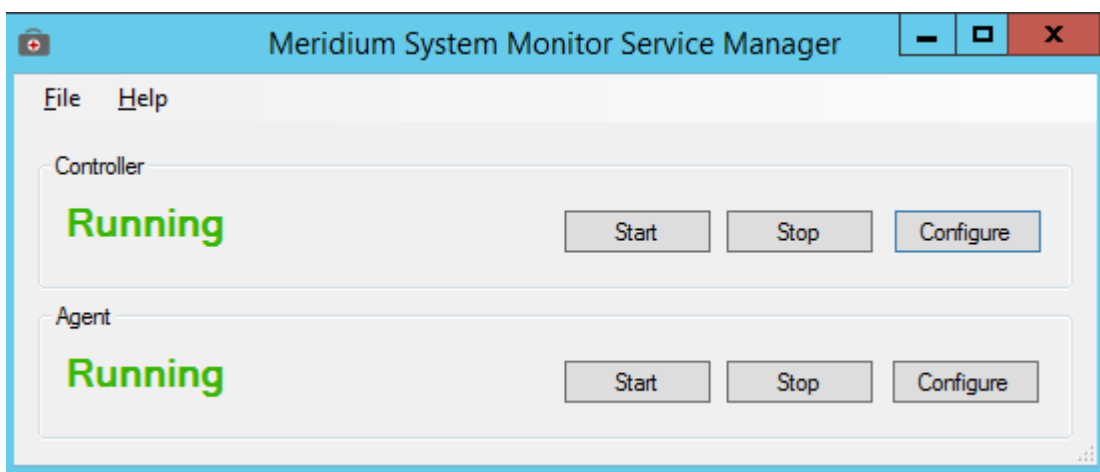 Meridium System Monitor Service Manager
File Help
Controller
Running Start Stop Configure
Agent
Running Start Stop Configure